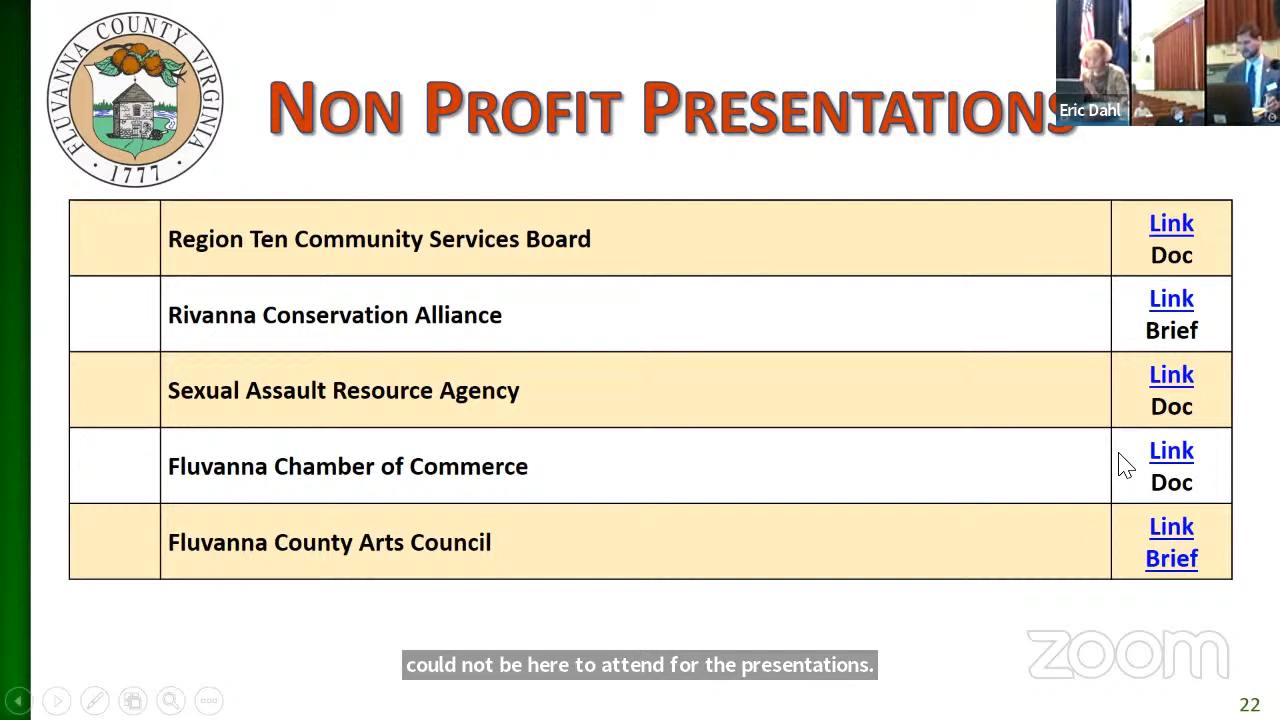 FLUVANNA COUNTY VIRGINIA
• 1777 •
NON PROFIT PRESENTATIONS
Eric Dahl
Region Ten Community Services Board
Link
Doc
Rivanna Conservation Alliance
Link
Brief
Sexual Assault Resource Agency
Link
Doc
Fluvanna Chamber of Commerce
Link
Doc
Fluvanna County Arts Council
Link
Brief
could not be here to attend for the presentations.
zoom
22